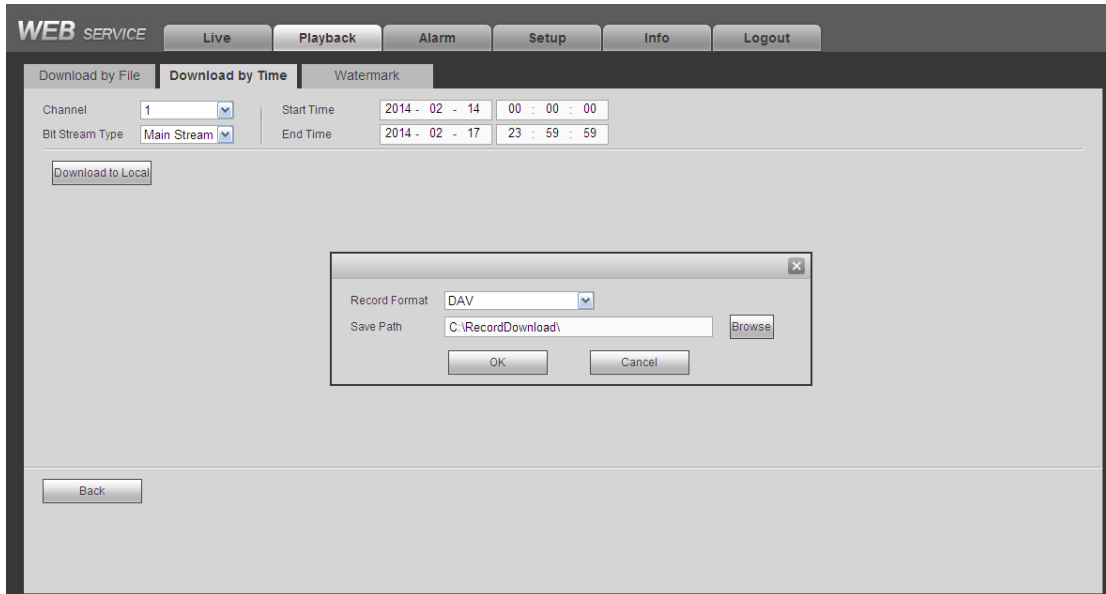 WEB SERVICE Live Playback Alarm Setup Info Logout
Download by File Download by Time Watermark
Channel 1 Start Time 2014 - 02 - 14 00 : 00 : 00
Bit Stream Type Main Stream End Time 2014 - 02 - 17 23 : 59 : 59
Download to Local
Record Format DAV
Save Path C:\RecordDownload\ Browse
OK Cancel
Back